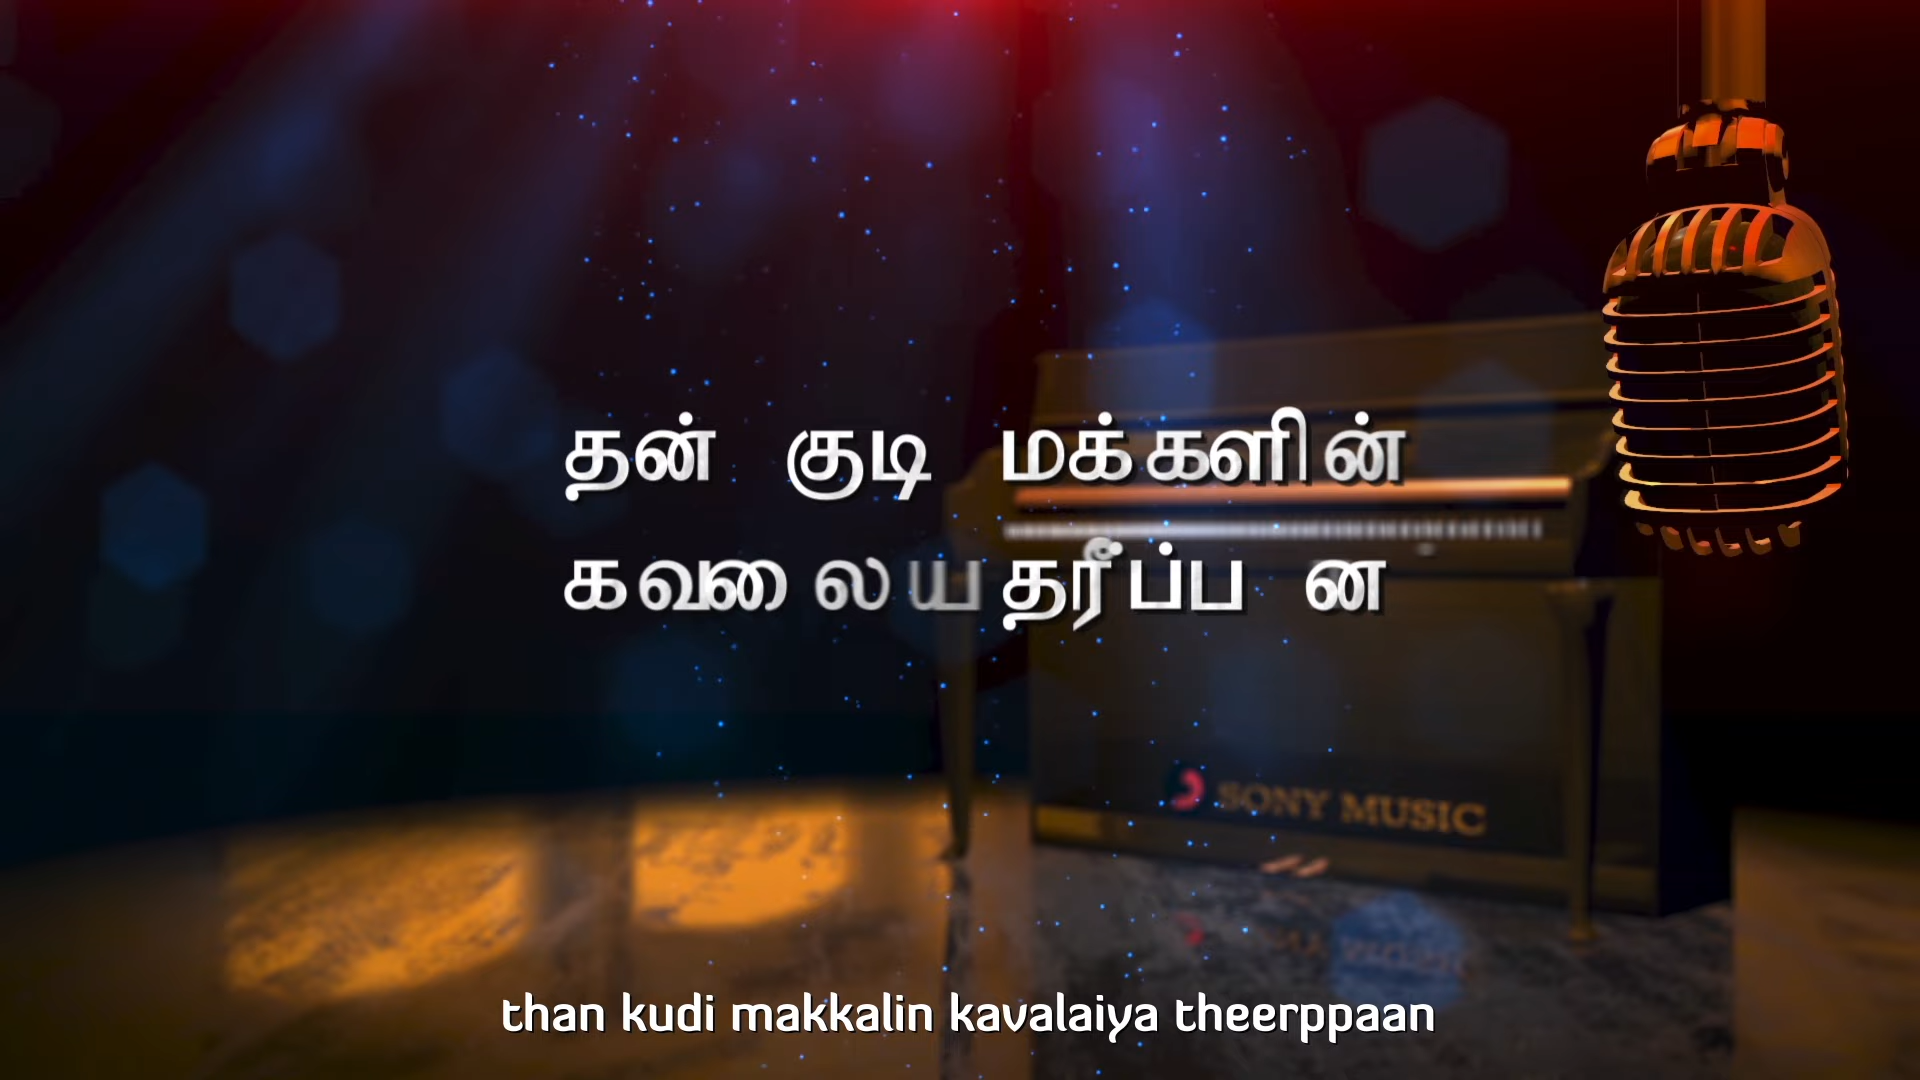 தன் குடி மக்களின்
கவலைய தீர்ப்பான
SONY MUSIC
than kudi makkalin kavalaiya theerppaan